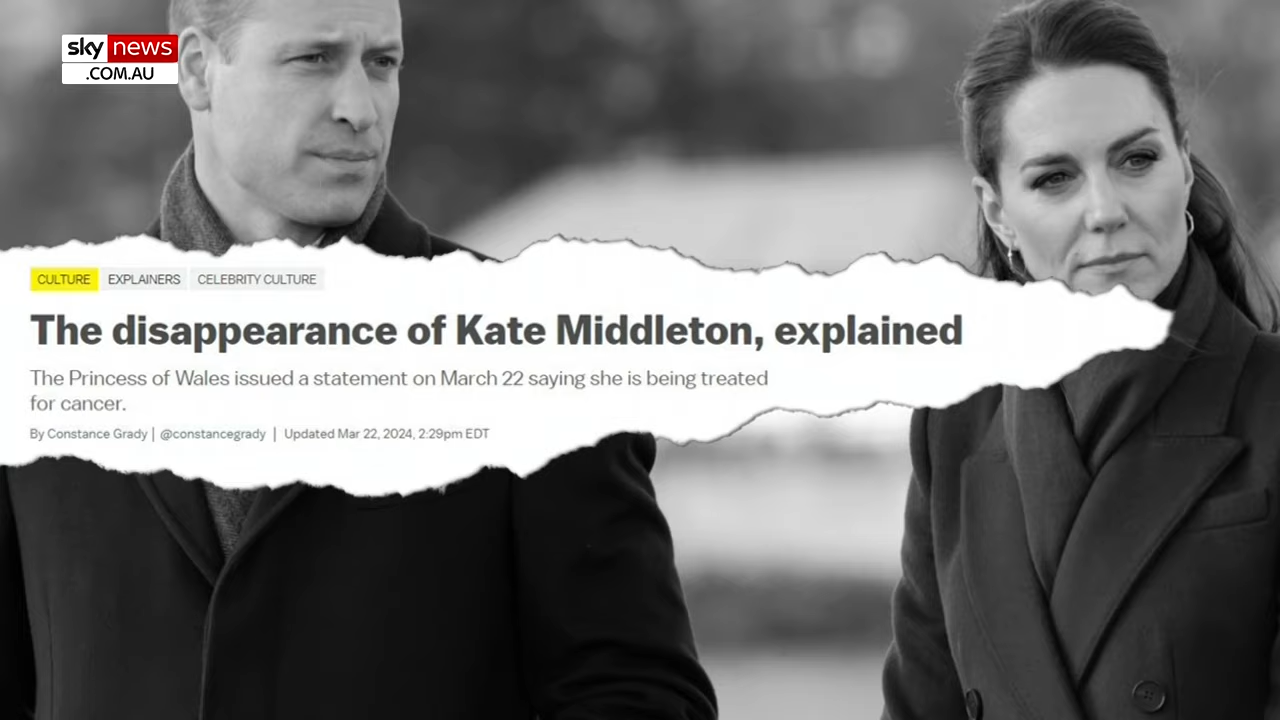 sky news
.COM.AU
CULTURE EXPLAINERS CELEBRITY CULTURE
The disappearance of Kate Middleton, explained
The Princess of Wales issued a statement on March 22 saying she is being treated
for cancer.
By Constance Grady | @constancegrady | Updated Mar 22, 2024, 2:29pm EDT